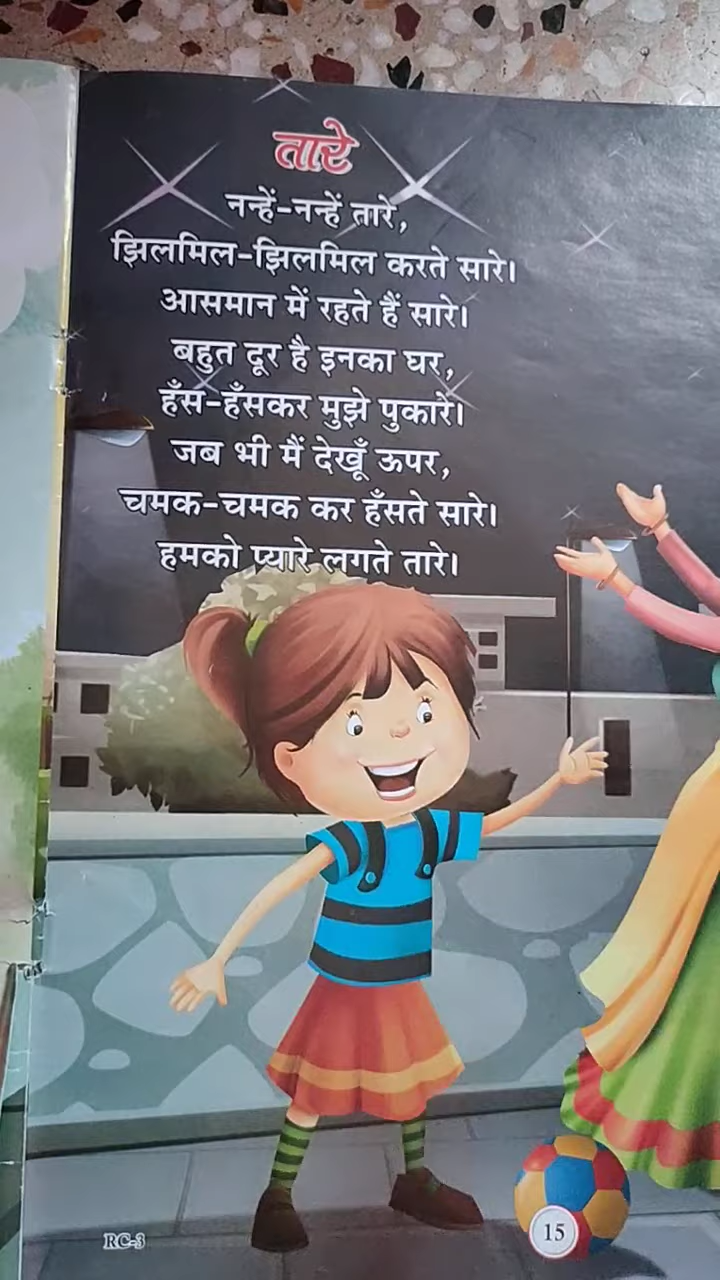 तारे
नन्हें-नन्हें तारे,
झिलमिल-झिलमिल करते सारे।
आसमान में रहते हैं सारे।
बहुत दूर है इनका घर,
हँस-हँसकर मुझे पुकारें।
जब भी मैं देखूँ ऊपर,
चमक-चमक कर हँसते सारे।
हमको प्यारे लगते तारे।
RC-3
15